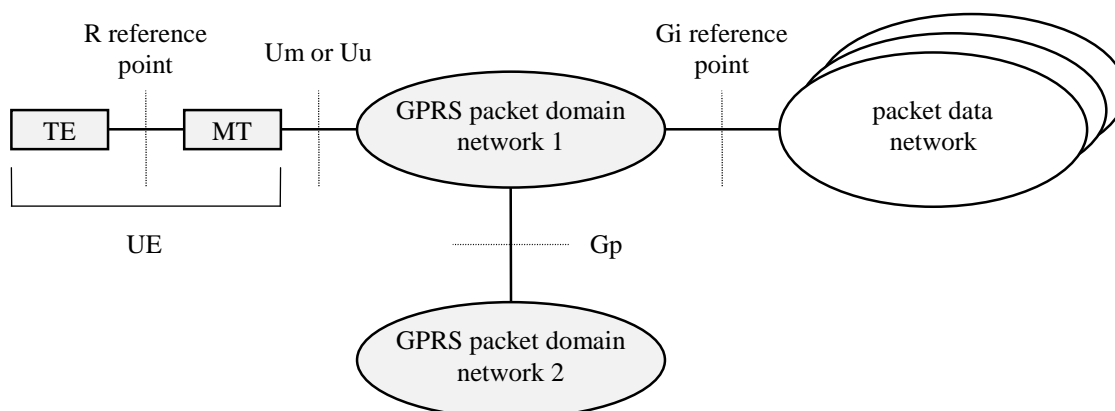 R reference
point
Um or Uu
Gi reference
point
TE
MT
GPRS packet domain
network 1
packet data
network
UE
Gp
GPRS packet domain
network 2